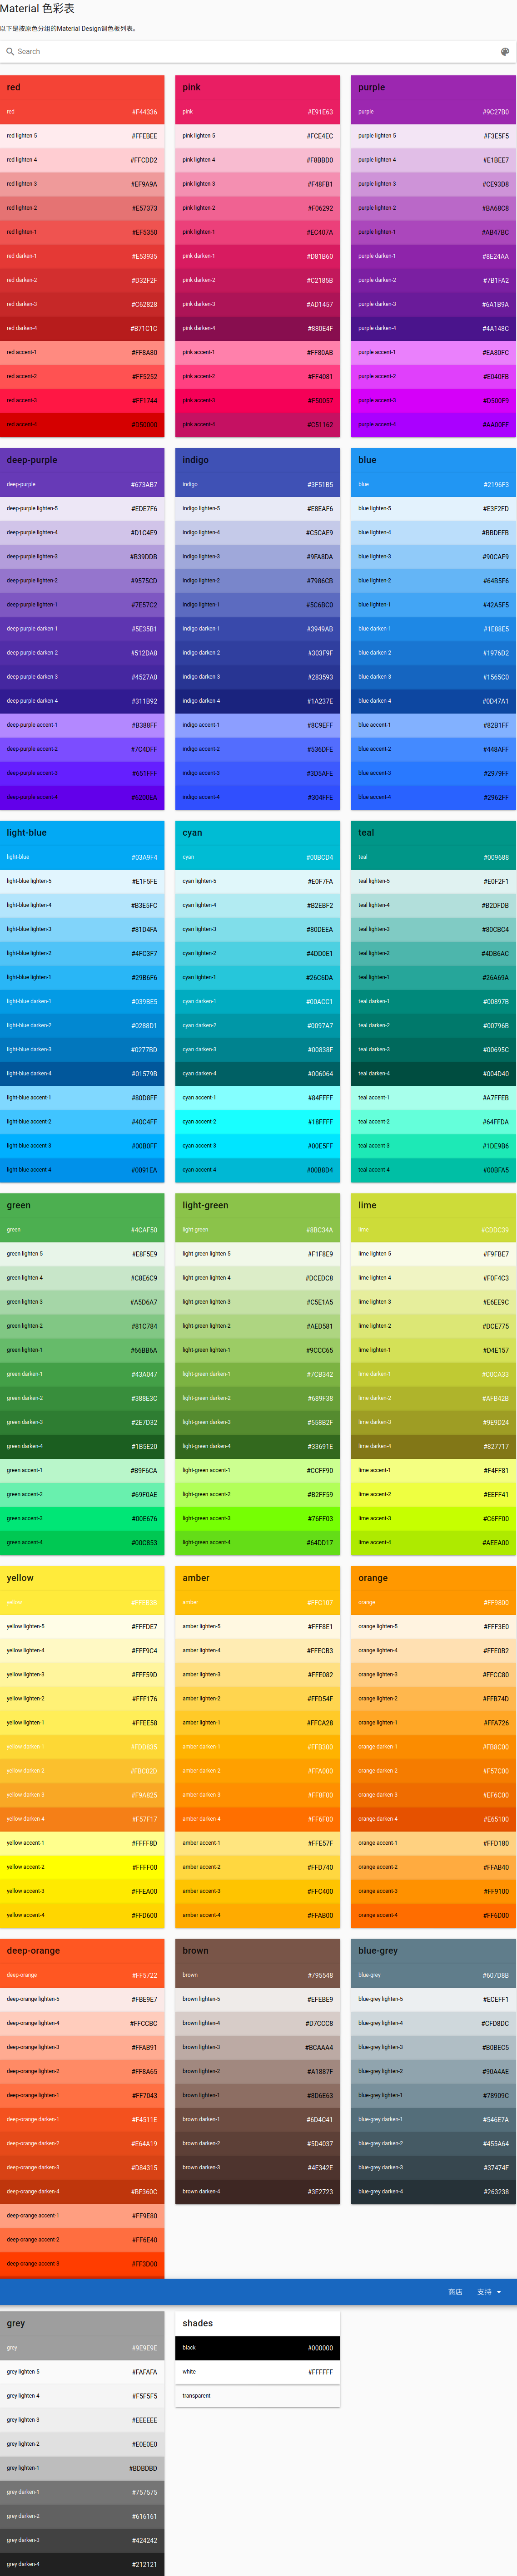 Material 色彩表
以下是按原色分组的Material Design调色板列表。
Search
red
red #F44336
red lighten-5 #FFEBEE
red lighten-4 #FFCDD2
red lighten-3 #EF9A9A
red lighten-2 #E57373
red lighten-1 #EF5350
red darken-1 #E53935
red darken-2 #D32F2F
red darken-3 #C62828
red darken-4 #B71C1C
red accent-1 #FF8A80
red accent-2 #FF5252
red accent-3 #FF1744
red accent-4 #D50000
pink
pink #E91E63
pink lighten-5 #FCE4EC
pink lighten-4 #F8BBD0
pink lighten-3 #F48FB1
pink lighten-2 #F06292
pink lighten-1 #EC407A
pink darken-1 #D81B60
pink darken-2 #C2185B
pink darken-3 #AD1457
pink darken-4 #880E4F
pink accent-1 #FF80AB
pink accent-2 #FF4081
pink accent-3 #F50057
pink accent-4 #C51162
purple
purple #9C27B0
purple lighten-5 #F3E5F5
purple lighten-4 #E1BEE7
purple lighten-3 #CE93D8
purple lighten-2 #BA68C8
purple lighten-1 #AB47BC
purple darken-1 #8E24AA
purple darken-2 #7B1FA2
purple darken-3 #6A1B9A
purple darken-4 #4A148C
purple accent-1 #EA80FC
purple accent-2 #E040FB
purple accent-3 #D500F9
purple accent-4 #AA00FF
deep-purple
deep-purple #673AB7
deep-purple lighten-5 #EDE7F6
deep-purple lighten-4 #D1C4E9
deep-purple lighten-3 #B39DDB
deep-purple lighten-2 #9575CD
deep-purple lighten-1 #7E57C2
deep-purple darken-1 #5E35B1
deep-purple darken-2 #512DA8
deep-purple darken-3 #4527A0
deep-purple darken-4 #311B92
deep-purple accent-1 #B388FF
deep-purple accent-2 #7C4DFF
deep-purple accent-3 #651FFF
deep-purple accent-4 #6200EA
indigo
indigo #3F51B5
indigo lighten-5 #E8EAF6
indigo lighten-4 #C5CAE9
indigo lighten-3 #9FA8DA
indigo lighten-2 #7986CB
indigo lighten-1 #5C6BC0
indigo darken-1 #3949AB
indigo darken-2 #303F9F
indigo darken-3 #283593
indigo darken-4 #1A237E
indigo accent-1 #8C9EFF
indigo accent-2 #536DFE
indigo accent-3 #3D5AFE
indigo accent-4 #304FFE
blue
blue #2196F3
blue lighten-5 #E3F2FD
blue lighten-4 #BBDEFB
blue lighten-3 #90CAF9
blue lighten-2 #64B5F6
blue lighten-1 #42A5F5
blue darken-1 #1E88E5
blue darken-2 #1976D2
blue darken-3 #1565C0
blue darken-4 #0D47A1
blue accent-1 #82B1FF
blue accent-2 #448AFF
blue accent-3 #2979FF
blue accent-4 #2962FF
light-blue
light-blue #03A9F4
light-blue lighten-5 #E1F5FE
light-blue lighten-4 #B3E5FC
light-blue lighten-3 #81D4FA
light-blue lighten-2 #4FC3F7
light-blue lighten-1 #29B6F6
light-blue darken-1 #039BE5
light-blue darken-2 #0288D1
light-blue darken-3 #0277BD
light-blue darken-4 #01579B
light-blue accent-1 #80D8FF
light-blue accent-2 #40C4FF
light-blue accent-3 #00B0FF
light-blue accent-4 #0091EA
cyan
cyan #00BCD4
cyan lighten-5 #E0F7FA
cyan lighten-4 #B2EBF2
cyan lighten-3 #80DEEA
cyan lighten-2 #4DD0E1
cyan lighten-1 #26C6DA
cyan darken-1 #00ACC1
cyan darken-2 #0097A7
cyan darken-3 #00838F
cyan darken-4 #006064
cyan accent-1 #84FFFF
cyan accent-2 #18FFFF
cyan accent-3 #00E5FF
cyan accent-4 #00B8D4
teal
teal #009688
teal lighten-5 #E0F2F1
teal lighten-4 #B2DFDB
teal lighten-3 #80CBC4
teal lighten-2 #4DB6AC
teal lighten-1 #26A69A
teal darken-1 #00897B
teal darken-2 #00796B
teal darken-3 #00695C
teal darken-4 #004D40
teal accent-1 #A7FFEB
teal accent-2 #64FFDA
teal accent-3 #1DE9B6
teal accent-4 #00BFA5
green
green #4CAF50
green lighten-5 #E8F5E9
green lighten-4 #C8E6C9
green lighten-3 #A5D6A7
green lighten-2 #81C784
green lighten-1 #66BB6A
green darken-1 #43A047
green darken-2 #388E3C
green darken-3 #2E7D32
green darken-4 #1B5E20
green accent-1 #B9F6CA
green accent-2 #69F0AE
green accent-3 #00E676
green accent-4 #00C853
light-green
light-green #8BC34A
light-green lighten-5 #F1F8E9
light-green lighten-4 #DCEDC8
light-green lighten-3 #C5E1A5
light-green lighten-2 #AED581
light-green lighten-1 #9CCC65
light-green darken-1 #7CB342
light-green darken-2 #689F38
light-green darken-3 #558B2F
light-green darken-4 #33691E
light-green accent-1 #CCFF90
light-green accent-2 #B2FF59
light-green accent-3 #76FF03
light-green accent-4 #64DD17
lime
lime #CDDC39
lime lighten-5 #F9FBE7
lime lighten-4 #F0F4C3
lime lighten-3 #E6EE9C
lime lighten-2 #DCE775
lime lighten-1 #D4E157
lime darken-1 #C0CA33
lime darken-2 #AFB42B
lime darken-3 #9E9D24
lime darken-4 #827717
lime accent-1 #F4FF81
lime accent-2 #EEFF41
lime accent-3 #C6FF00
lime accent-4 #AEEA00
yellow
yellow #FFEB3B
yellow lighten-5 #FFFDE7
yellow lighten-4 #FFF9C4
yellow lighten-3 #FFF59D
yellow lighten-2 #FFF176
yellow lighten-1 #FFEE58
yellow darken-1 #FDD835
yellow darken-2 #FBC02D
yellow darken-3 #F9A825
yellow darken-4 #F57F17
yellow accent-1 #FFFF8D
yellow accent-2 #FFFF00
yellow accent-3 #FFEA00
yellow accent-4 #FFD600
amber
amber #FFC107
amber lighten-5 #FFF8E1
amber lighten-4 #FFECB3
amber lighten-3 #FFE082
amber lighten-2 #FFD54F
amber lighten-1 #FFCA28
amber darken-1 #FFB300
amber darken-2 #FFA000
amber darken-3 #FF8F00
amber darken-4 #FF6F00
amber accent-1 #FFE57F
amber accent-2 #FFD740
amber accent-3 #FFC400
amber accent-4 #FFAB00
orange
orange #FF9800
orange lighten-5 #FFF3E0
orange lighten-4 #FFE0B2
orange lighten-3 #FFCC80
orange lighten-2 #FFB74D
orange lighten-1 #FFA726
orange darken-1 #FB8C00
orange darken-2 #F57C00
orange darken-3 #EF6C00
orange darken-4 #E65100
orange accent-1 #FFD180
orange accent-2 #FFAB40
orange accent-3 #FF9100
orange accent-4 #FF6D00
deep-orange
deep-orange #FF5722
deep-orange lighten-5 #FBE9E7
deep-orange lighten-4 #FFCCBC
deep-orange lighten-3 #FFAB91
deep-orange lighten-2 #FF8A65
deep-orange lighten-1 #FF7043
deep-orange darken-1 #F4511E
deep-orange darken-2 #E64A19
deep-orange darken-3 #D84315
deep-orange darken-4 #BF360C
deep-orange accent-1 #FF9E80
deep-orange accent-2 #FF6E40
deep-orange accent-3 #FF3D00
brown
brown #795548
brown lighten-5 #EFEBE9
brown lighten-4 #D7CCC8
brown lighten-3 #BCAAA4
brown lighten-2 #A1887F
brown lighten-1 #8D6E63
brown darken-1 #6D4C41
brown darken-2 #5D4037
brown darken-3 #4E342E
brown darken-4 #3E2723
blue-grey
blue-grey #607D8B
blue-grey lighten-5 #ECEFF1
blue-grey lighten-4 #CFD8DC
blue-grey lighten-3 #B0BEC5
blue-grey lighten-2 #90A4AE
blue-grey lighten-1 #78909C
blue-grey darken-1 #546E7A
blue-grey darken-2 #455A64
blue-grey darken-3 #37474F
blue-grey darken-4 #263238
商店 支持
grey
grey #9E9E9E
grey lighten-5 #FAFAFA
grey lighten-4 #F5F5F5
grey lighten-3 #EEEEEE
grey lighten-2 #E0E0E0
grey lighten-1 #BDBDBD
grey darken-1 #757575
grey darken-2 #616161
grey darken-3 #424242
grey darken-4 #212121
shades
black #000000
white #FFFFFF
transparent